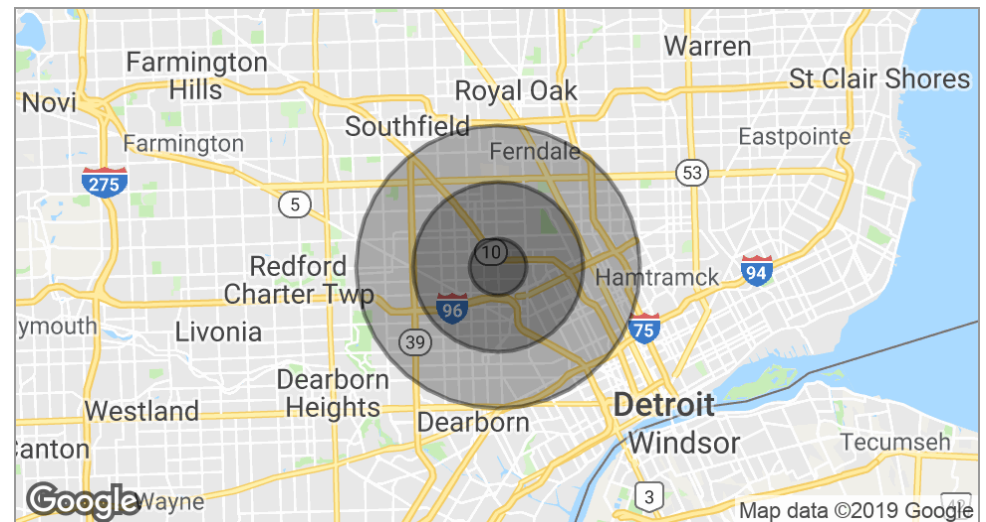 Warren
Farmington
Hills
St Clair Shores
Novi
Royal Oak
Southfield
Eastpointe
Farmington
Ferndale
53
275
5
10
Redford
Charter Twp
Hamtramck
94
96
ymouth
Livonia
75
39
Dearborn
Heights
Detroit
Westland
Dearborn
Windsor
Tecumseh
Canton
3
Google
Wayne
42
Map data ©2019 Google